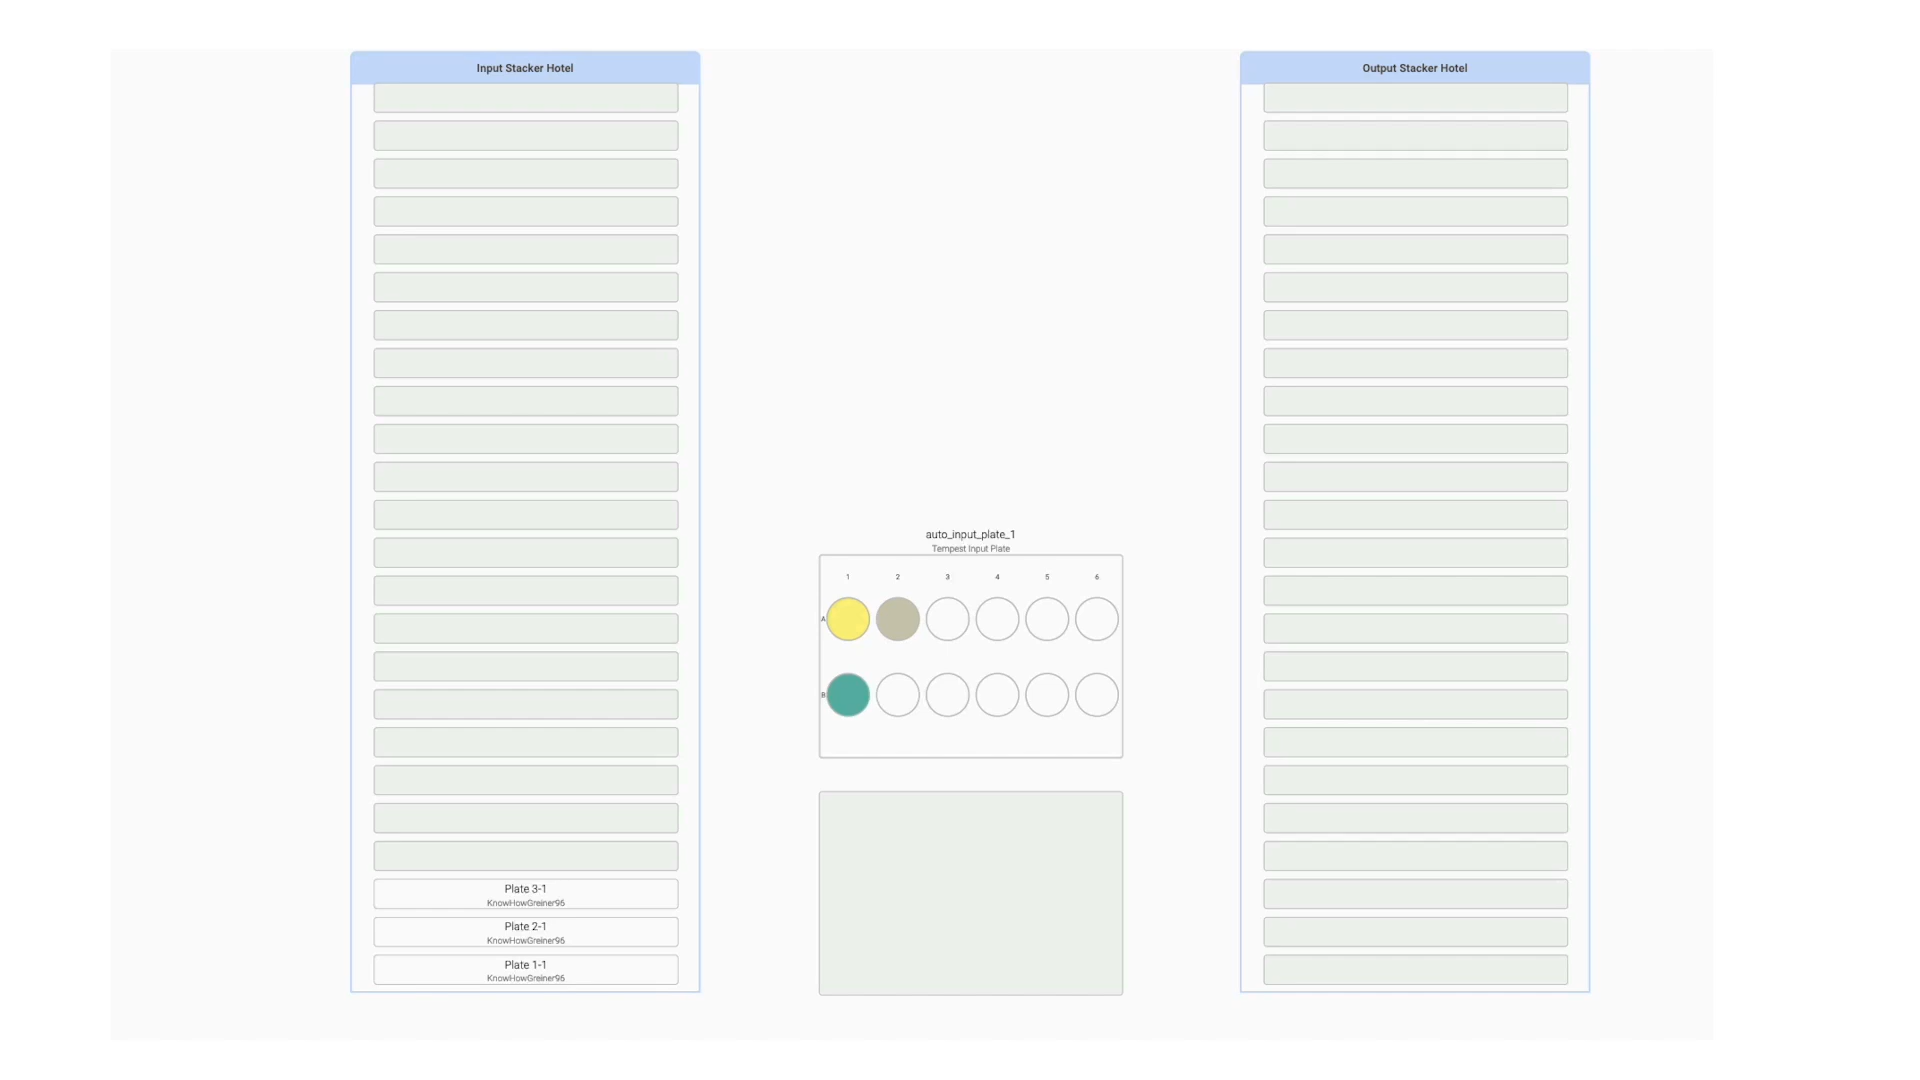 Input Stacker Hotel
Output Stacker Hotel
auto_input_plate_1
Tempest Input Plate
1 2 3 4 5 6
A
B
Plate 3-1
KnowHowGreiner96
Plate 2-1
KnowHowGreiner96
Plate 1-1
KnowHowGreiner96